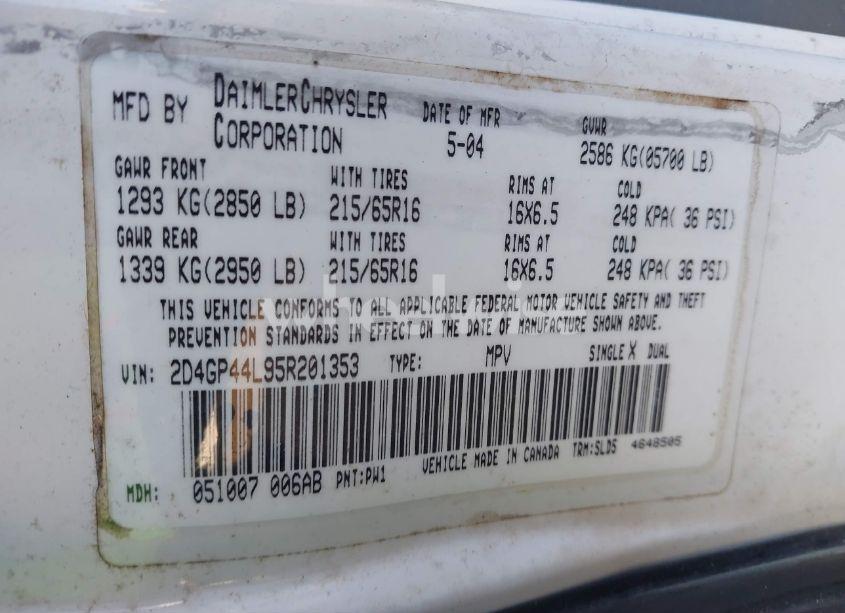 MFD BY DAIMLERCHRYSLER CORPORATION DATE OF MFR 5-04 GVWR 2586 KG(05700 LB)
GAWR FRONT WITH TIRES RIMS AT COLD
1293 KG(2850 LB) 215/65R16 16X6.5 248 KPA( 36 PSI)
GAWR REAR WITH TIRES RIMS AT COLD
1339 KG(2950 LB) 215/65R16 16X6.5 248 KPA( 36 PSI)
THIS VEHICLE CONFORMS TO ALL APPLICABLE FEDERAL MOTOR VEHICLE SAFETY AND THEFT
PREVENTION STANDARDS IN EFFECT ON THE DATE OF MANUFACTURE SHOWN ABOVE.
VIN: 2D4GP44L95R201353 TYPE: MPV SINGLE X DUAL
MDH: 051007 006AB PNT:PW1 VEHICLE MADE IN CANADA TRM:SLD5 4648505